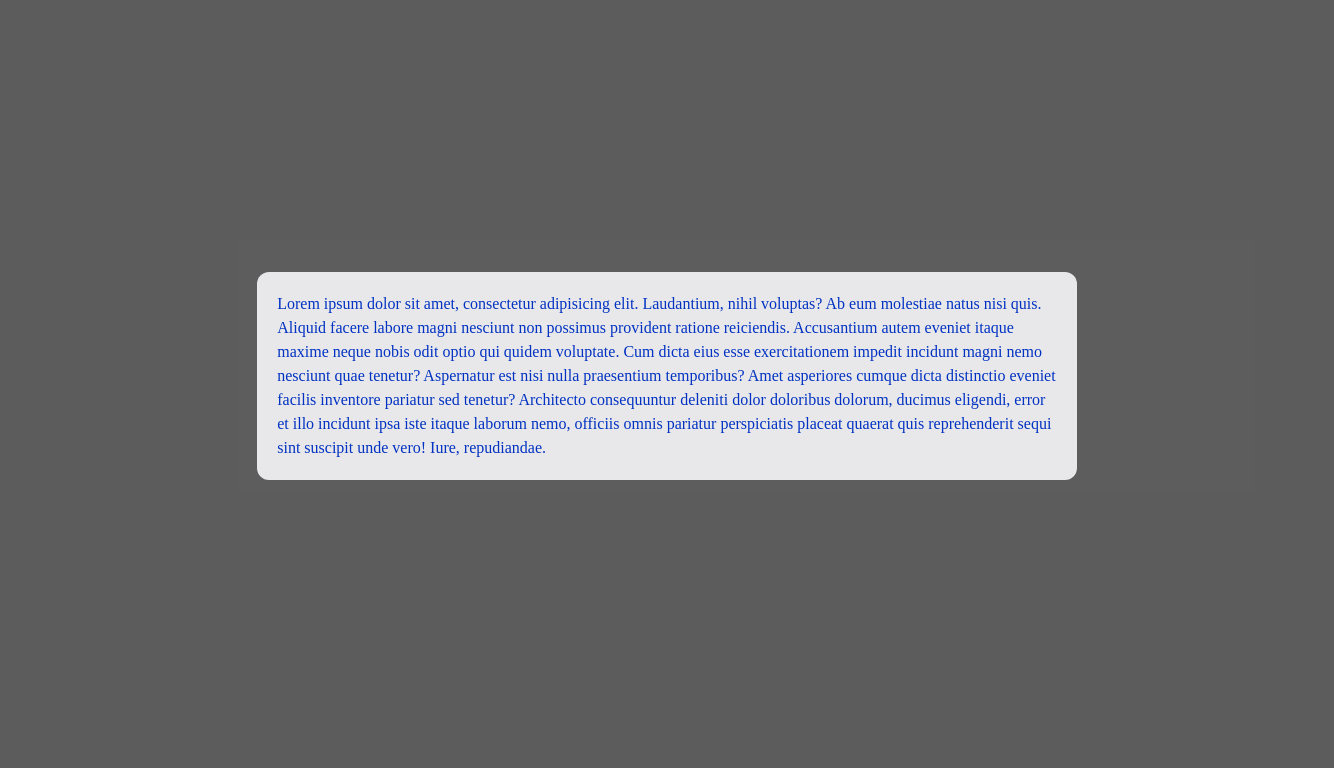 Lorem ipsum dolor sit amet, consectetur adipisicing elit. Laudantium, nihil voluptas? Ab eum molestiae natus nisi quis.
Aliquid facere labore magni nesciunt non possimus provident ratione reiciendis. Accusantium autem eveniet itaque
maxime neque nobis odit optio qui quidem voluptate. Cum dicta eius esse exercitationem impedit incidunt magni nemo
nesciunt quae tenetur? Aspernatur est nisi nulla praesentium temporibus? Amet asperiores cumque dicta distinctio eveniet
facilis inventore pariatur sed tenetur? Architecto consequuntur deleniti dolor doloribus dolorum, ducimus eligendi, error
et illo incidunt ipsa iste itaque laborum nemo, officiis omnis pariatur perspiciatis placeat quaerat quis reprehenderit sequi
sint suscipit unde vero! Iure, repudiandae.